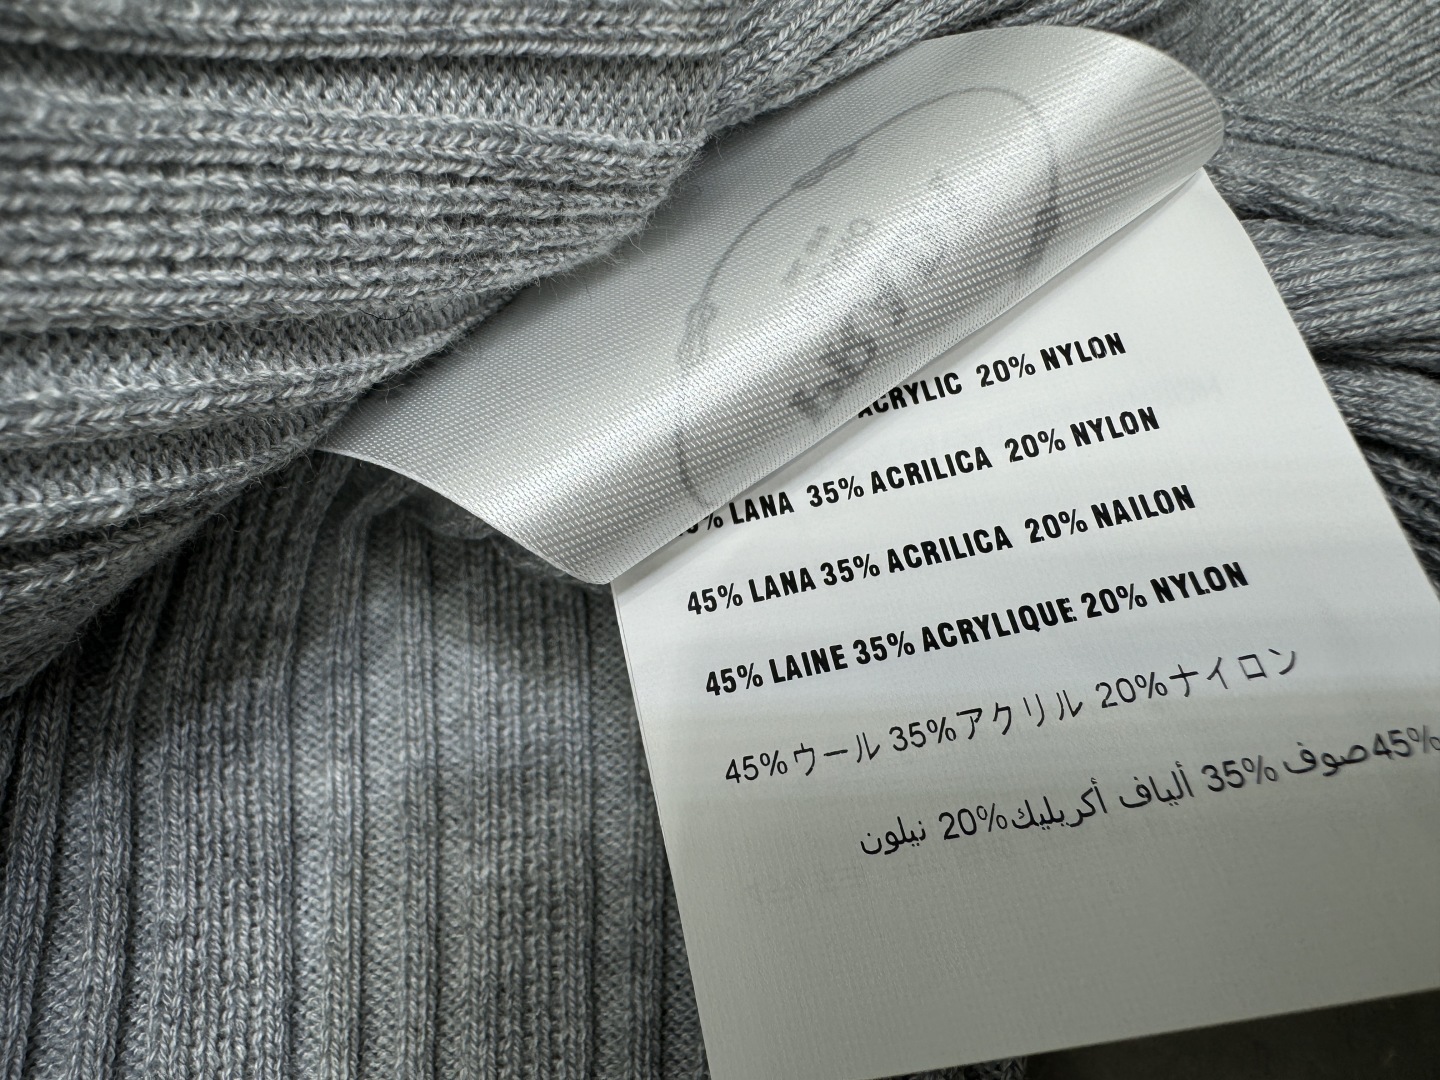 ACRYLIC 20% NYLON
% LANA 35% ACRILICA 20% NYLON
45% LANA 35% ACRILICA 20% NAILON
45% LAINE 35% ACRYLIQUE 20% NYLON
45%ウール 35%アクリル 20%ナイロン
45%صوف 35% ألياف أكريليك20% نيلون